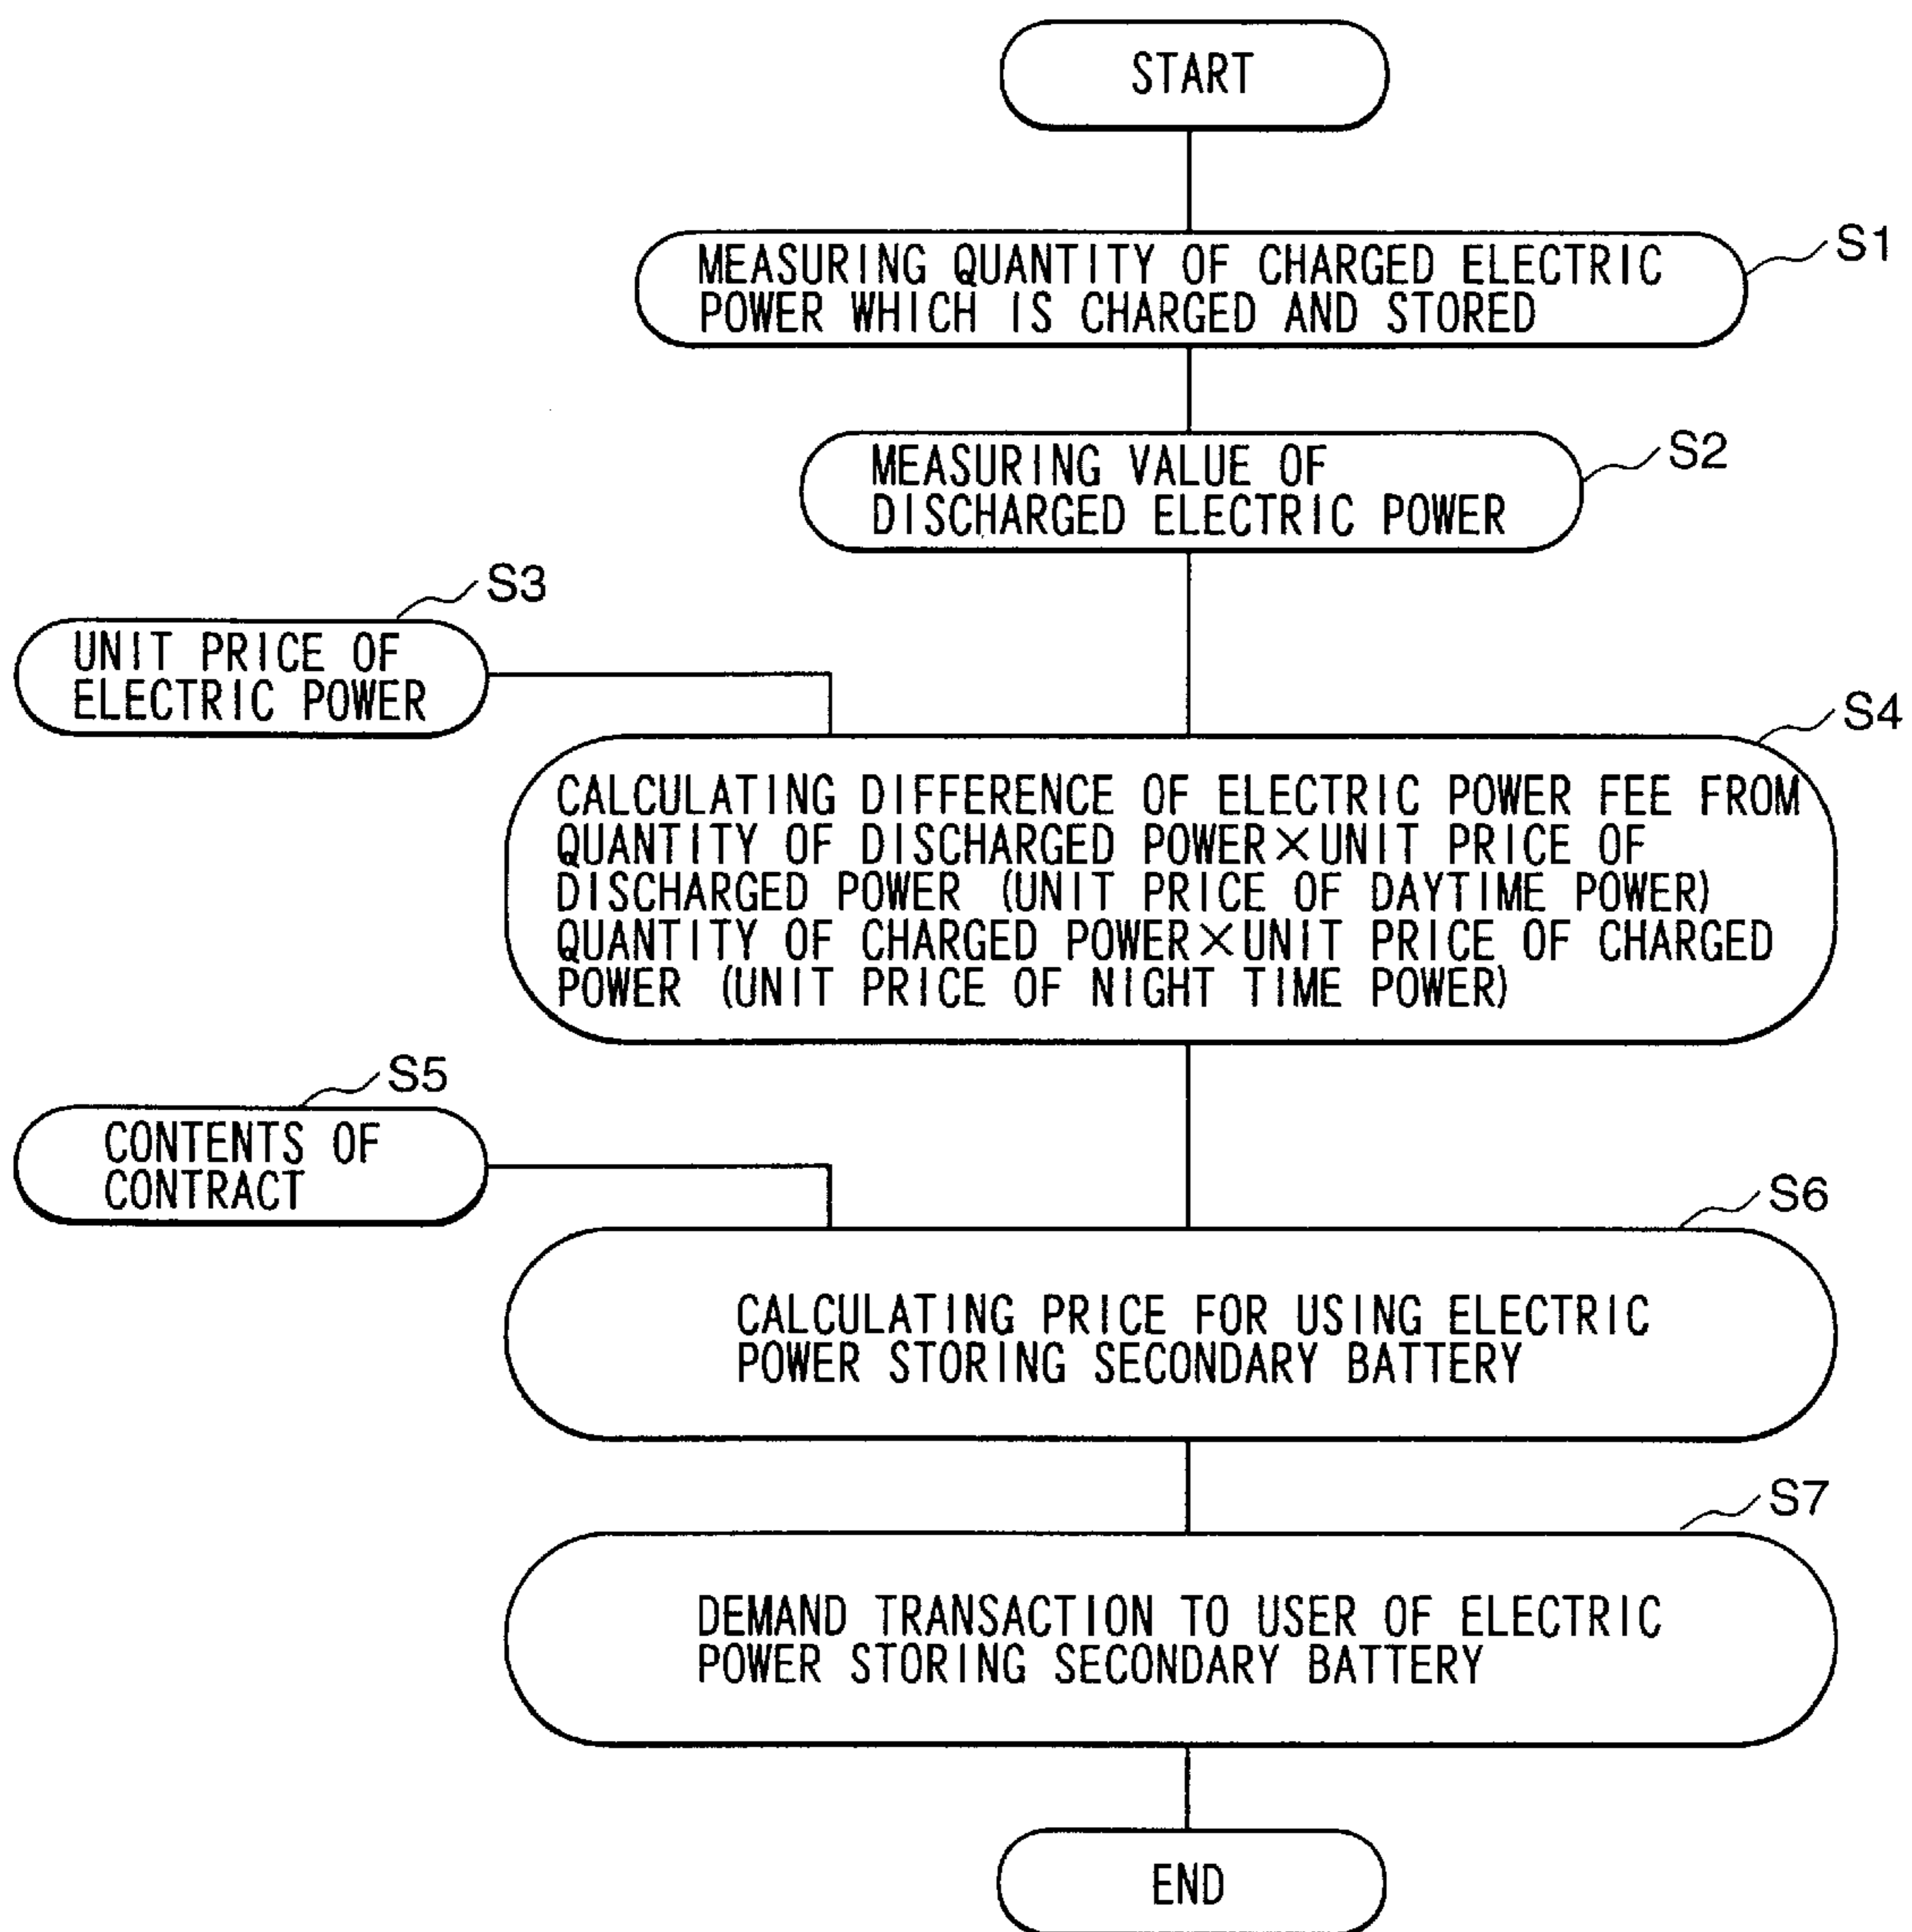 START
MEASURING QUANTITY OF CHARGED ELECTRIC
POWER WHICH IS CHARGED AND STORED
S1
MEASURING VALUE OF
DISCHARGED ELECTRIC POWER
S2
S3
UNIT PRICE OF
ELECTRIC POWER
S4
CALCULATING DIFFERENCE OF ELECTRIC POWER FEE FROM
QUANTITY OF DISCHARGED POWER×UNIT PRICE OF
DISCHARGED POWER (UNIT PRICE OF DAYTIME POWER)
QUANTITY OF CHARGED POWER×UNIT PRICE OF CHARGED
POWER (UNIT PRICE OF NIGHT TIME POWER)
S5
CONTENTS OF
CONTRACT
S6
CALCULATING PRICE FOR USING ELECTRIC
POWER STORING SECONDARY BATTERY
S7
DEMAND TRANSACTION TO USER OF ELECTRIC
POWER STORING SECONDARY BATTERY
END